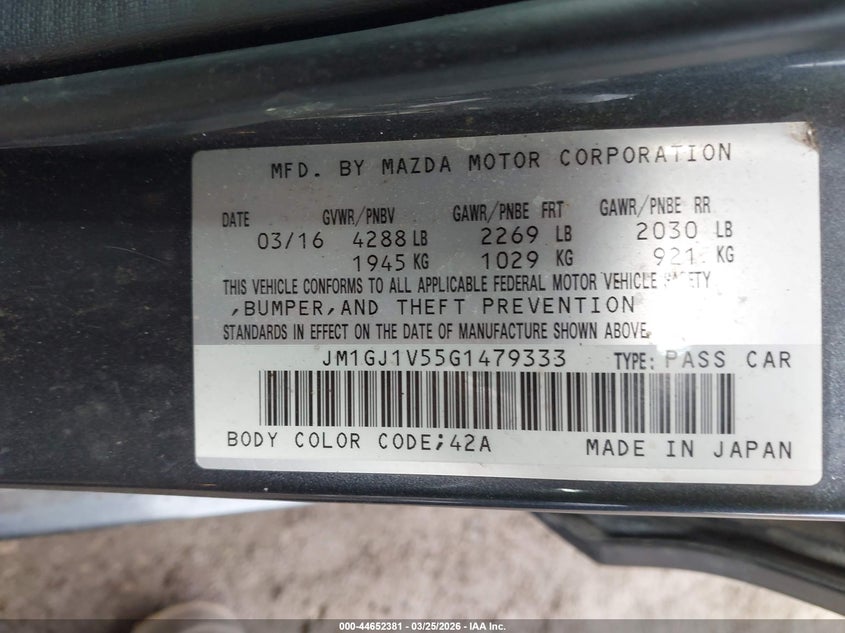 MFD. BY MAZDA MOTOR CORPORATION
DATE GVWR/PNBV GAWR/PNBE FRT GAWR/PNBE RR
03/16 4288 LB 2269 LB 2030 LB
1945 KG 1029 KG 921 KG
THIS VEHICLE CONFORMS TO ALL APPLICABLE FEDERAL MOTOR VEHICLE
,BUMPER,AND THEFT PREVENTION
STANDARDS IN EFFECT ON THE DATE OF MANUFACTURE SHOWN ABOVE.
JM1GJ1V55G1479333 TYPE: PASS CAR
BODY COLOR CODE;42A MADE IN JAPAN
000-44652381 - 03/25/2026 - IAA Inc.